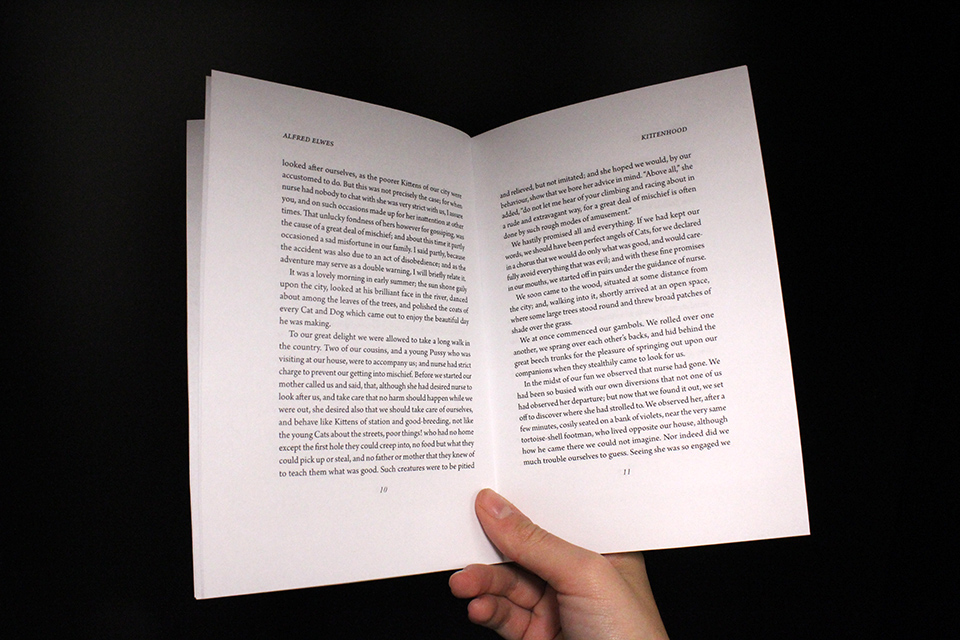 ALFRED ELWES
looked after ourselves, as the poorer Kittens of our city were
accustomed to do. But this was not precisely the case; for when
nurse had nobody to chat with she was very strict with us, I assure
you, and on such occasions made up for her inattention at other
times. That unlucky fondness of hers however for gossiping, was
the cause of a great deal of mischief; and about this time it partly
occasioned a sad misfortune in our family. I said partly, because
the accident was also due to an act of disobedience; and as the
adventure may serve as a double warning, I will briefly relate it.
It was a lovely morning in early summer; the sun shone gaily
upon the city, looked at his brilliant face in the river, danced
about among the leaves of the trees, and polished the coats of
every Cat and Dog which came out to enjoy the beautiful day
he was making.
To our great delight we were allowed to take a long walk in
the country. Two of our cousins, and a young Pussy who was
visiting at our house, were to accompany us; and nurse had strict
charge to prevent our getting into mischief. Before we started our
mother called us and said, that, although she had desired nurse to
look after us, and take care that no harm should happen while we
were out, she desired also that we should take care of ourselves,
and behave like Kittens of station and good-breeding, not like
the young Cats about the streets, poor things! who had no home
except the first hole they could creep into, no food but what they
could pick up or steal, and no father or mother that they knew of
to teach them what was good. Such creatures were to be pitied
10
KITTENHOOD
and relieved, but not imitated; and she hoped we would, by our
behaviour, show that we bore her advice in mind. "Above all," she
added, "do not let me hear of your climbing and racing about in
a rude and extravagant way, for a great deal of mischief is often
done by such rough modes of amusement."
We hastily promised all and everything. If we had kept our
words, we should have been perfect angels of Cats, for we declared
in a chorus that we would do only what was good, and would care-
fully avoid everything that was evil; and with these fine promises
in our mouths, we started off in pairs under the guidance of nurse.
We soon came to the wood, situated at some distance from
the city; and, walking into it, shortly arrived at an open space,
where some large trees stood round and threw broad patches of
shade over the grass.
We at once commenced our gambols. We rolled over one
another, we sprang over each other's backs, and hid behind the
great beech trunks for the pleasure of springing out upon our
companions when they stealthily came to look for us.
In the midst of our fun we observed that nurse had gone. We
had been so busied with our own diversions that not one of us
had observed her departure; but now that we found it out, we set
off to discover where she had strolled to. We observed her, after a
few minutes, cosily seated on a bank of violets, near the very same
tortoise-shell footman, who lived opposite our house, although
how he came there we could not imagine. Nor indeed did we
much trouble ourselves to guess. Seeing she was so engaged we
11